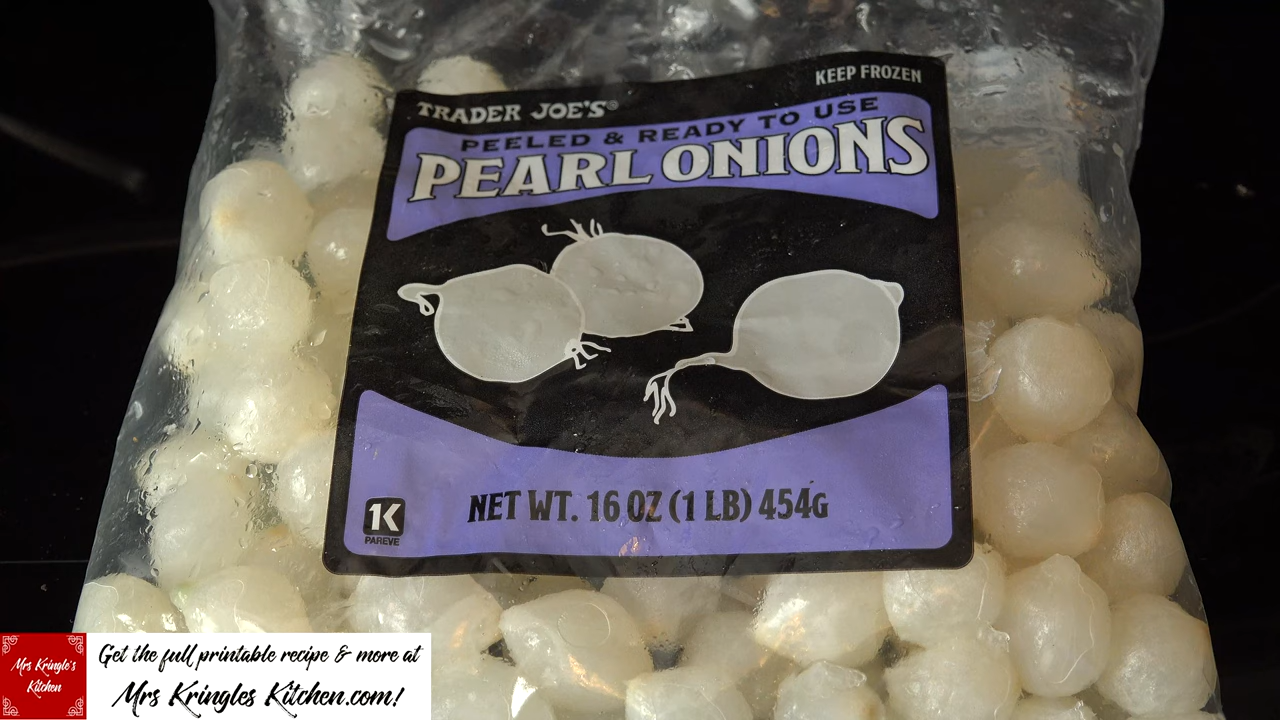 KEEP FROZEN
TRADER JOE'S®
PEELED & READY TO USE
PEARL ONIONS
NET WT. 16 OZ (1 LB) 454G
1K
PAREVE
Mrs Kringle's
Kitchen
Get the full printable recipe & more at
Mrs Kringles Kitchen.com!